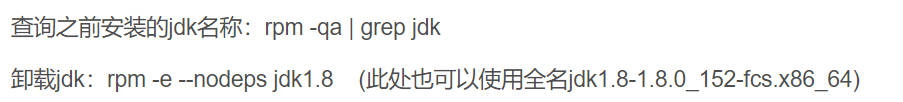 查询之前安装的jdk名称：rpm -qa | grep jdk
卸载jdk：rpm -e --nodeps jdk1.8    (此处也可以使用全名jdk1.8-1.8.0_152-fcs.x86_64)